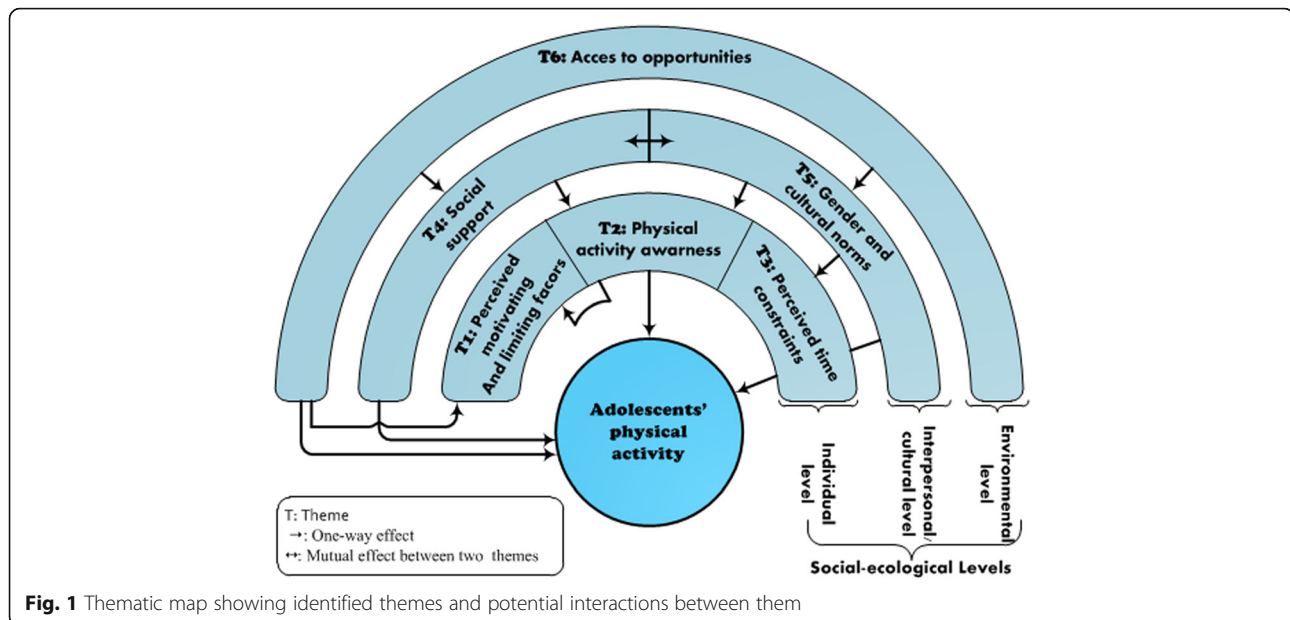 T6: Acces to opportunities
T4: Social
support
T5: Gender and
cultural norms
T1: Perceived
motivating
And limiting facors
T2: Physical
activity awarness
T3: Perceived time
constraints
Adolescents'
physical
activity
Individual
level
Interpersonal/
cultural level
Environmental
level
Social-ecological Levels
T: Theme
→: One-way effect
↔: Mutual effect between two themes
Fig. 1 Thematic map showing identified themes and potential interactions between them